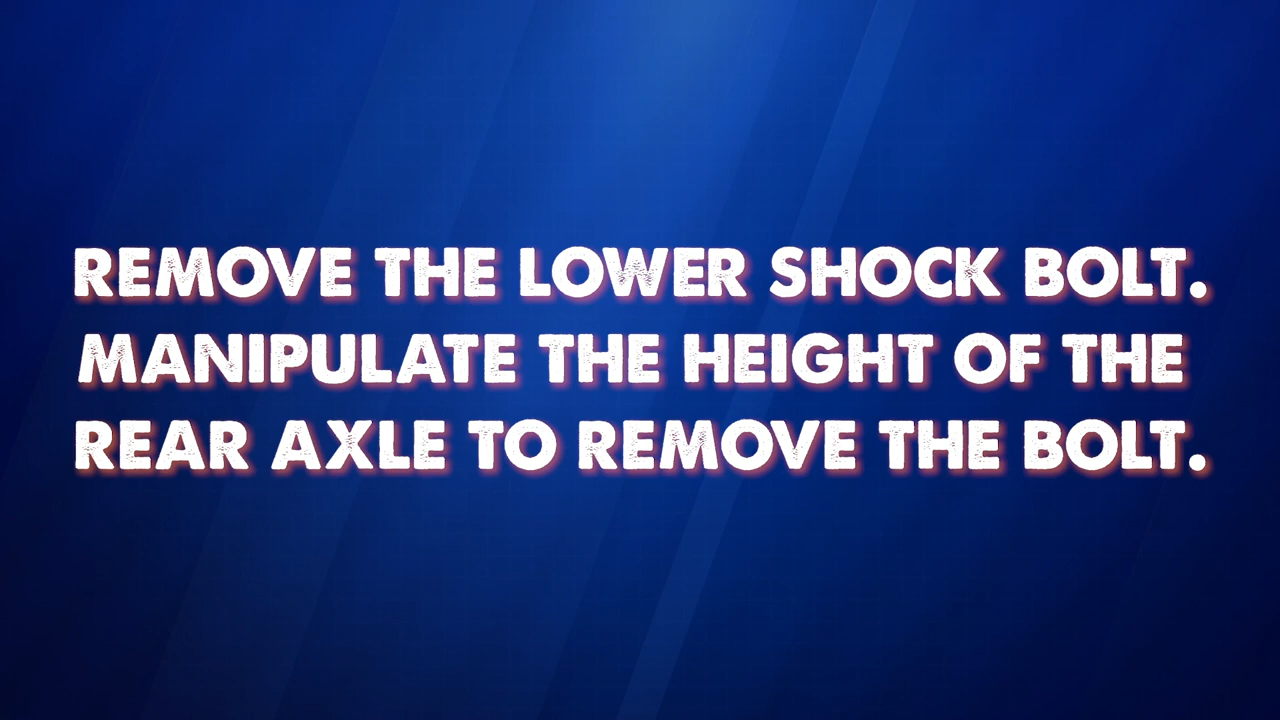 REMOVE THE LOWER SHOCK BOLT.
MANIPULATE THE HEIGHT OF THE
REAR AXLE TO REMOVE THE BOLT.